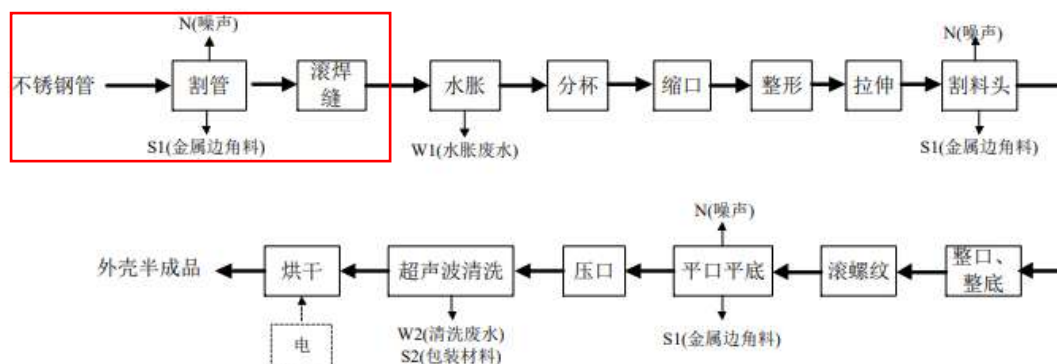 N(噪声)
N(噪声)
不锈钢管
割管
滚焊
缝
水胀
分杯
缩口
整形
拉伸
割料头
S1(金属边角料)
W1(水胀废水)
S1(金属边角料)
N(噪声)
外壳半成品
烘干
超声波清洗
压口
平口平底
滚螺纹
整口、
整底
电
W2(清洗废水)
S2(包装材料)
S1(金属边角料)